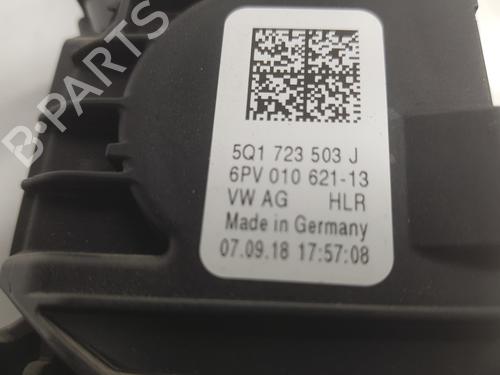 B-PARTS
5Q1 723 503 J
6PV 010 621-13
VW AG HLR
Made in Germany
07.09.18 17:57:08